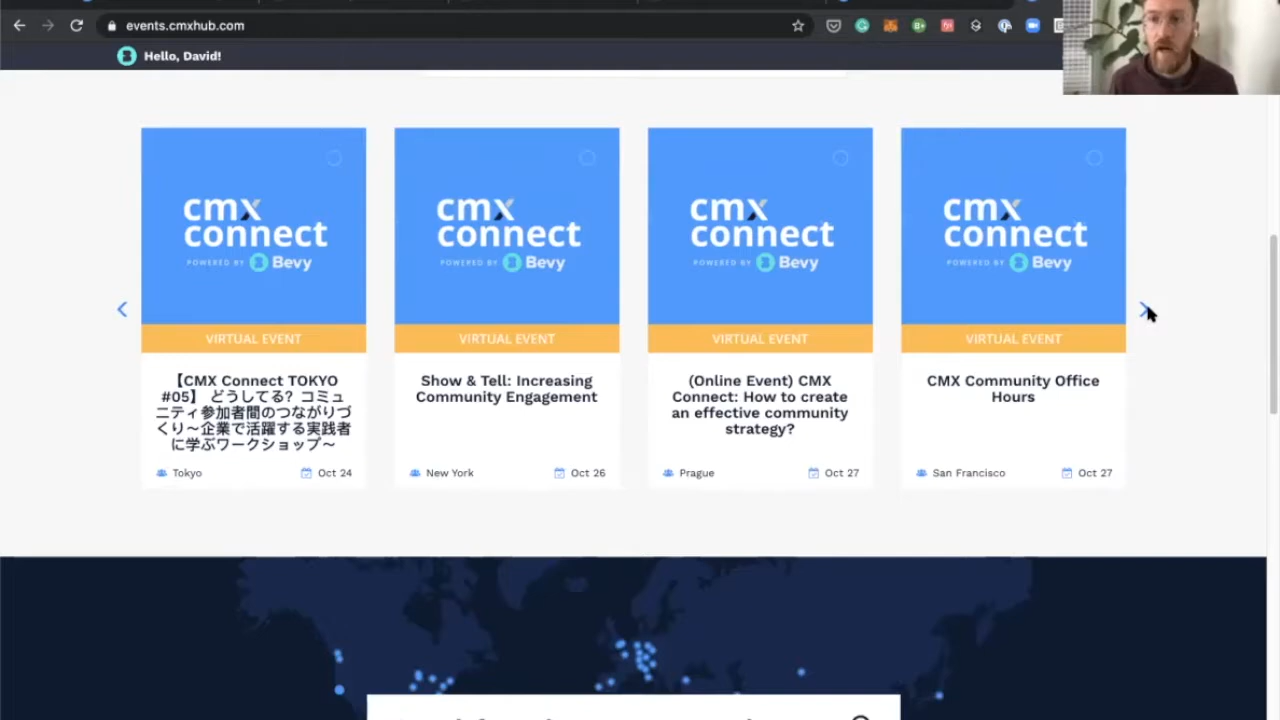 events.cmxhub.com
Hello, David!
cmx
connect
POWERED BY Bevy
VIRTUAL EVENT
【CMX Connect TOKYO
#05】 どうしてる? コミュ
ニティ参加者間のつながりづ
くり～企業で活躍する実践者
に学ぶワークショップ～
Tokyo
Oct 24
cmx
connect
POWERED BY Bevy
VIRTUAL EVENT
Show & Tell: Increasing
Community Engagement
New York
Oct 26
cmx
connect
POWERED BY Bevy
VIRTUAL EVENT
(Online Event) CMX
Connect: How to create
an effective community
strategy?
Prague
Oct 27
cmx
connect
POWERED BY Bevy
VIRTUAL EVENT
CMX Community Office
Hours
San Francisco
Oct 27